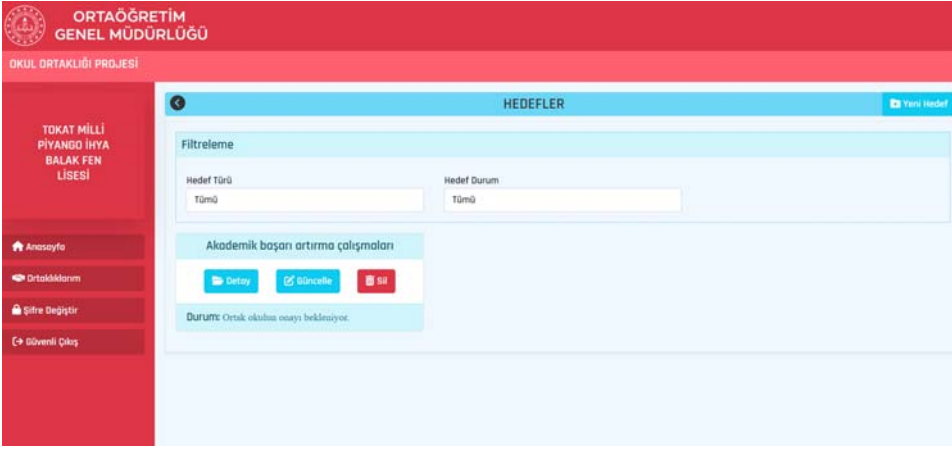 ORTAÖĞRETİM
GENEL MÜDÜRLÜĞÜ
OKUL ORTAKLIĞI PROJESİ
TOKAT MİLLİ
PİYANGO İHYA
BALAK FEN
LİSESİ
Anasayfa
Ortaklıklarım
Şifre Değiştir
Güvenli Çıkış
HEDEFLER
Yeni Hedef
Filtreleme
Hedef Türü
Hedef Durum
Tümü
Tümü
Akademik başarı artırma çalışmaları
Detay
Güncelle
Sil
Durum: Ortak okulun onayı bekleniyor.